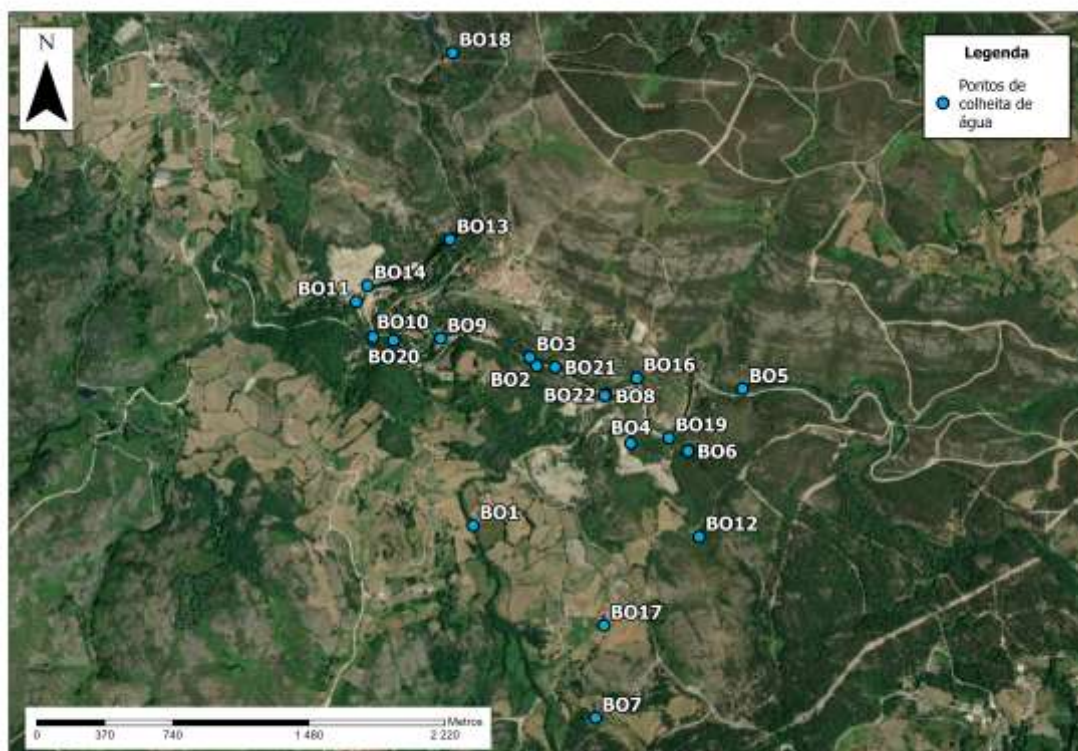 N
BO18
Legenda
Pontos de
colheita de
água
BO13
BO14
BO11
BO10
BO9
BO20
BO3
BO2
BO21
BO16
BO5
BO22
BO8
BO4
BO19
BO6
BO1
BO12
BO17
BO7
Metros
0 370 740 1 480 2 220